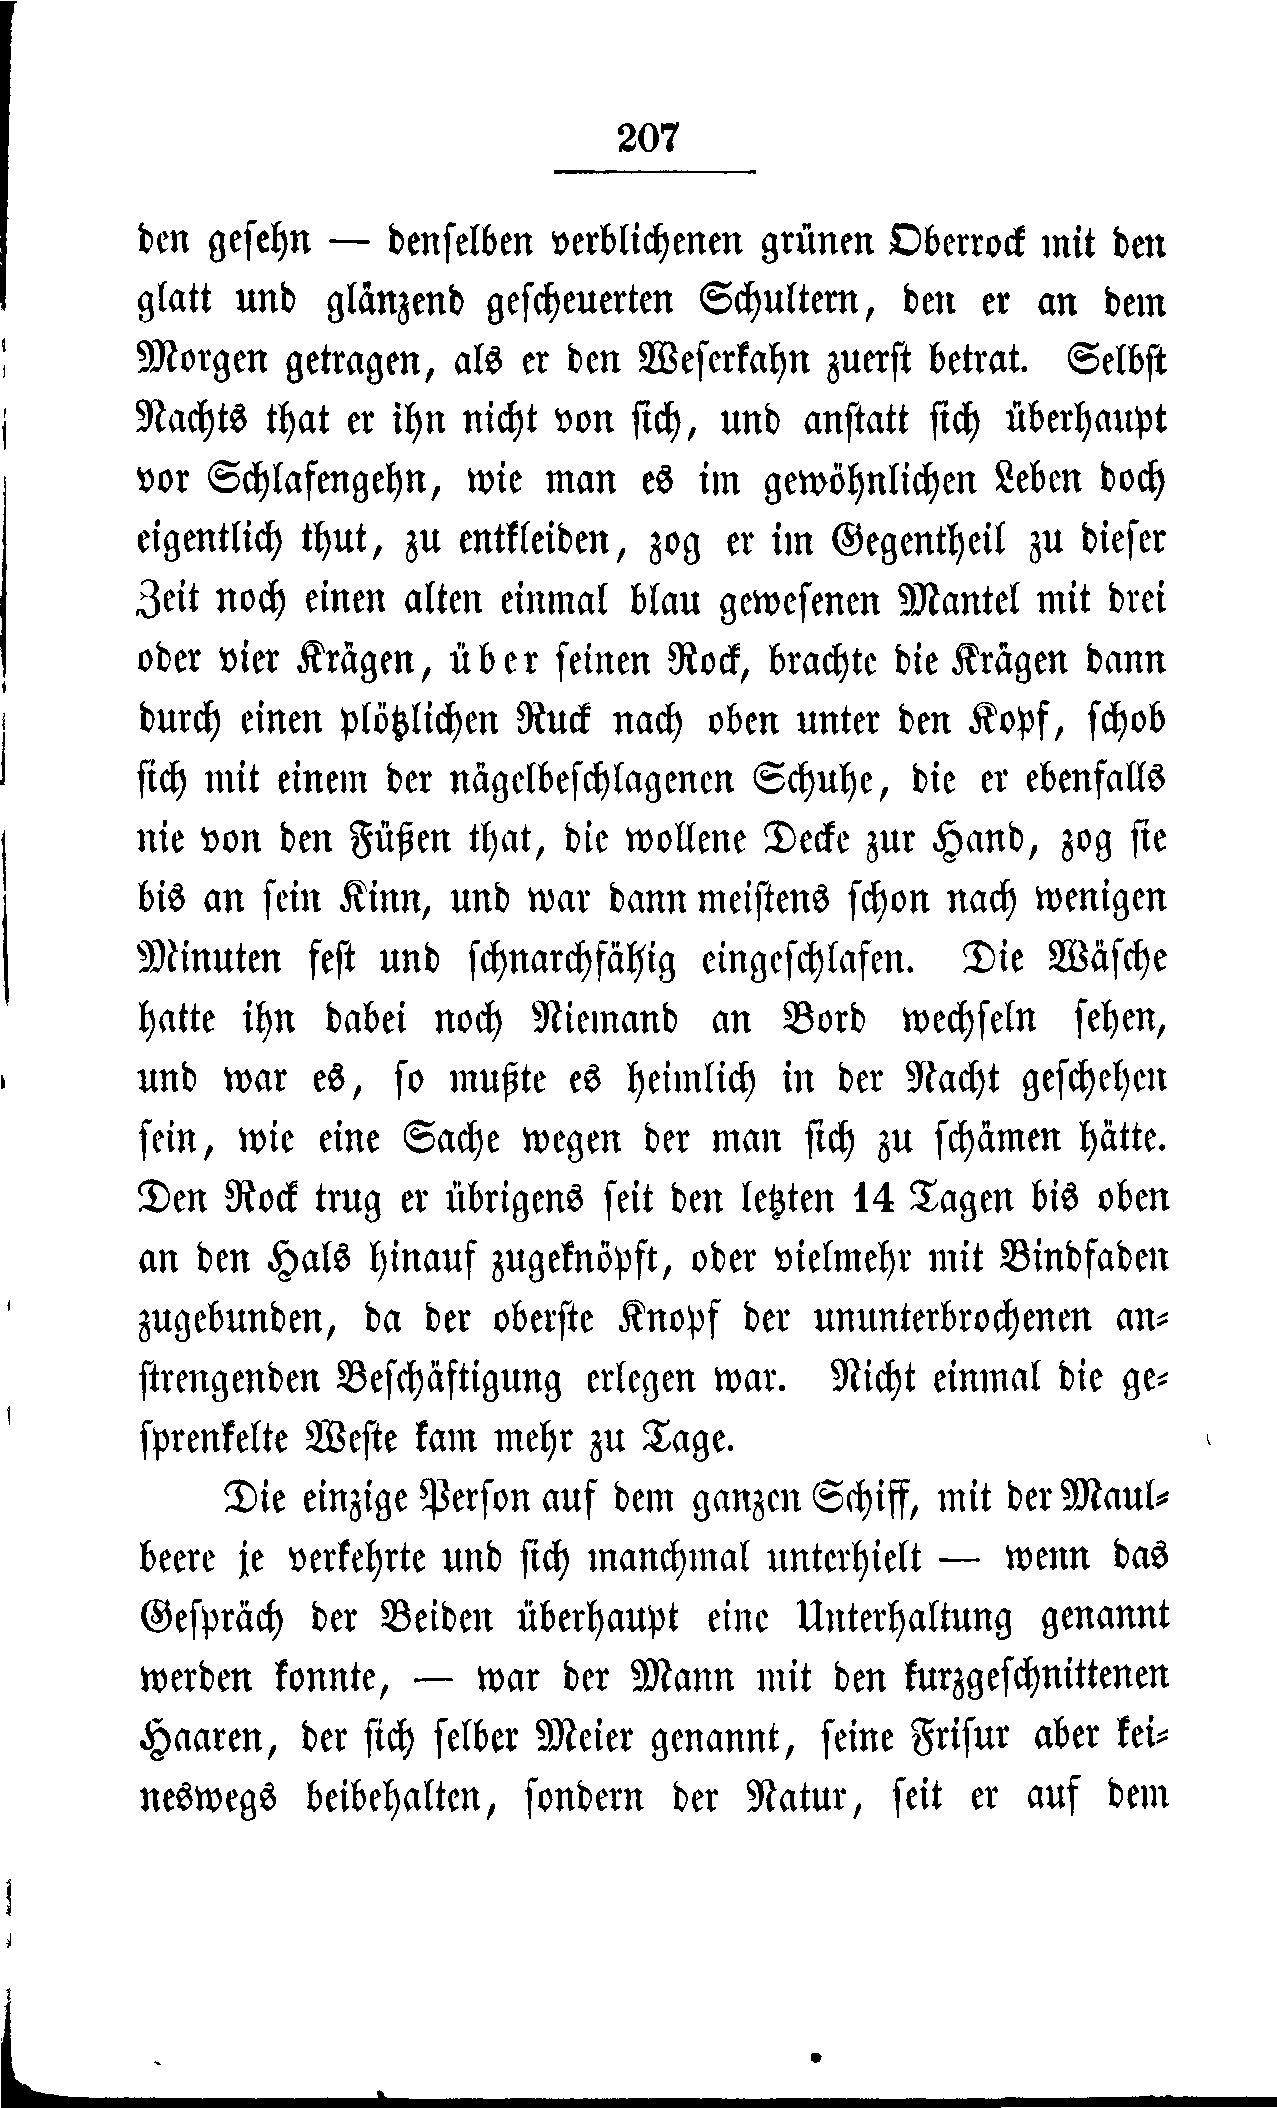 207
den gesehn — denselben verblichenen grünen Oberrock mit den
glatt und glänzend gescheuerten Schultern, den er an dem
Morgen getragen, als er den Weserkahn zuerst betrat. Selbst
Nachts that er ihn nicht von sich, und anstatt sich überhaupt
vor Schlafengehn, wie man es im gewöhnlichen Leben doch
eigentlich thut, zu entkleiden, zog er im Gegentheil zu dieser
Zeit noch einen alten einmal blau gewesenen Mantel mit drei
oder vier Krägen, über seinen Rock, brachte die Krägen dann
durch einen plötzlichen Ruck nach oben unter den Kopf, schob
sich mit einem der nägelbeschlagenen Schuhe, die er ebenfalls
nie von den Füßen that, die wollene Decke zur Hand, zog sie
bis an sein Kinn, und war dann meistens schon nach wenigen
Minuten fest und schnarchfähig eingeschlafen. Die Wäsche
hatte ihn dabei noch Niemand an Bord wechseln sehen,
und war es, so mußte es heimlich in der Nacht geschehen
sein, wie eine Sache wegen der man sich zu schämen hätte.
Den Rock trug er übrigens seit den letzten 14 Tagen bis oben
an den Hals hinauf zugeknöpft, oder vielmehr mit Bindfaden
zugebunden, da der oberste Knopf der ununterbrochenen an-
strengenden Beschäftigung erlegen war. Nicht einmal die ge-
sprenkelte Weste kam mehr zu Tage.
Die einzige Person auf dem ganzen Schiff, mit der Maul-
beere je verkehrte und sich manchmal unterhielt — wenn das
Gespräch der Beiden überhaupt eine Unterhaltung genannt
werden konnte, — war der Mann mit den kurzgeschnittenen
Haaren, der sich selber Meier genannt, seine Frisur aber kei-
neswegs beibehalten, sondern der Natur, seit er auf dem